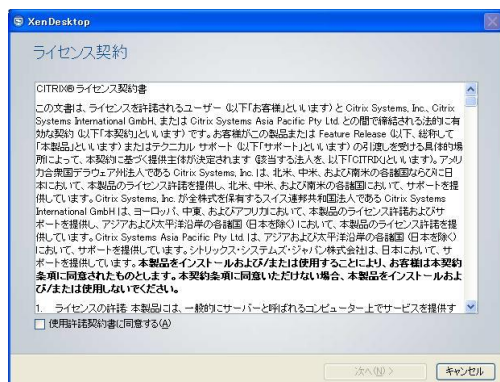 XenDesktop
ライセンス契約
CITRIX® ライセンス契約書
この文書は、ライセンスを許諾されるユーザー (以下「お客様」といいます) と Citrix Systems, Inc.、Citrix
Systems International GmbH、または Citrix Systems Asia Pacific Pty Ltd. との間で締結される法的に有
効な契約 (以下「本契約」といいます) です。お客様がこの製品または Feature Release (以下、総称して
「本製品」といいます) またはテクニカル サポート (以下「サポート」といいます) の引渡しを受ける具体的場
所によって、本契約に基づく提供主体が決定されます (該当する法人を、以下「CITRIX」といいます)。アメリ
カ合衆国デラウェア州法人である Citrix Systems, Inc. は、北米、中米、および南米の各諸国ならびに日
本において、本製品のライセンス許諾を提供し、北米、中米、および南米の各諸国において、サポートを提
供しています。Citrix Systems, Inc. が全株式を保有するスイス連邦共和国法人である Citrix Systems
International GmbH は、ヨーロッパ、中東、およびアフリカにおいて、本製品のライセンス許諾およびサ
ポートを提供し、アジアおよび太平洋沿岸の各諸国 (日本を除く) において、本製品のライセンス許諾を提
供しています。Citrix Systems Asia Pacific Pty Ltd. は、アジアおよび太平洋沿岸の各諸国 (日本を除く)
において、サポートを提供しています。シトリックス・システムズ・ジャパン株式会社は、日本において、サ
ポートを提供しています。本製品をインストールおよび/または使用することにより、お客様は本契約
条項に同意されたものとします。本契約条項に同意いただけない場合、本製品をインストールおよ
び/または使用しないでください。
1. ライセンスの許諾 本製品には、一般的にサーバーと呼ばれるコンピューター上でサービスを提供す
使用許諾契約書に同意する(A)
次へ(N) >
キャンセル